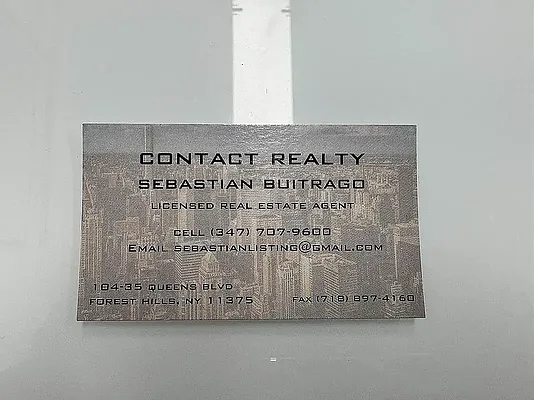 CONTACT REALTY
SEBASTIAN BUITRAGO
LICENSED REAL ESTATE AGENT
CELL (347) 707-9600
EMAIL SEBASTIANLISTING@GMAIL.COM
104-35 QUEENS BLVD
FOREST HILLS, NY 11375
FAX (718) 897-4160